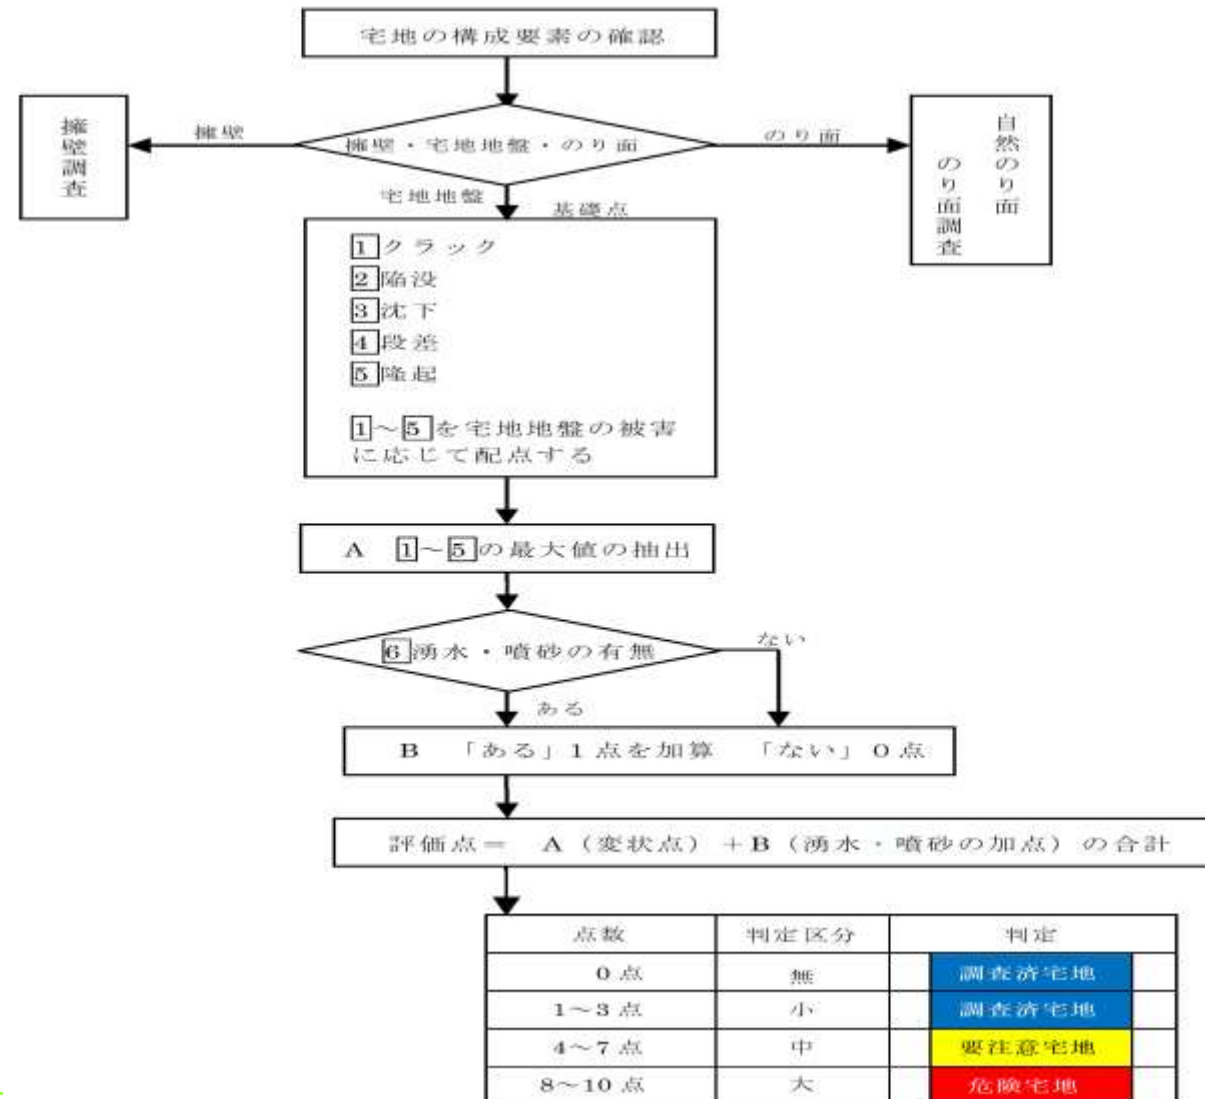 宅地の構成要素の確認
擁壁・宅地地盤・のり面
擁壁
擁壁調査
のり面
自然のり面
のり面調査
宅地地盤
基礎点
1クラック
2陥没
3沈下
4段差
5隆起
1～5を宅地地盤の被害
に応じて配点する
A 1～5の最大値の抽出
6湧水・噴砂の有無
ない
ある
B 「ある」1点を加算 「ない」0点
評価点＝ A（変状点）+B（湧水・噴砂の加点）の合計
点数 判定区分 判定
0点 無 調査済宅地
1～3点 小 調査済宅地
4～7点 中 要注意宅地
8～10点 大 危険宅地